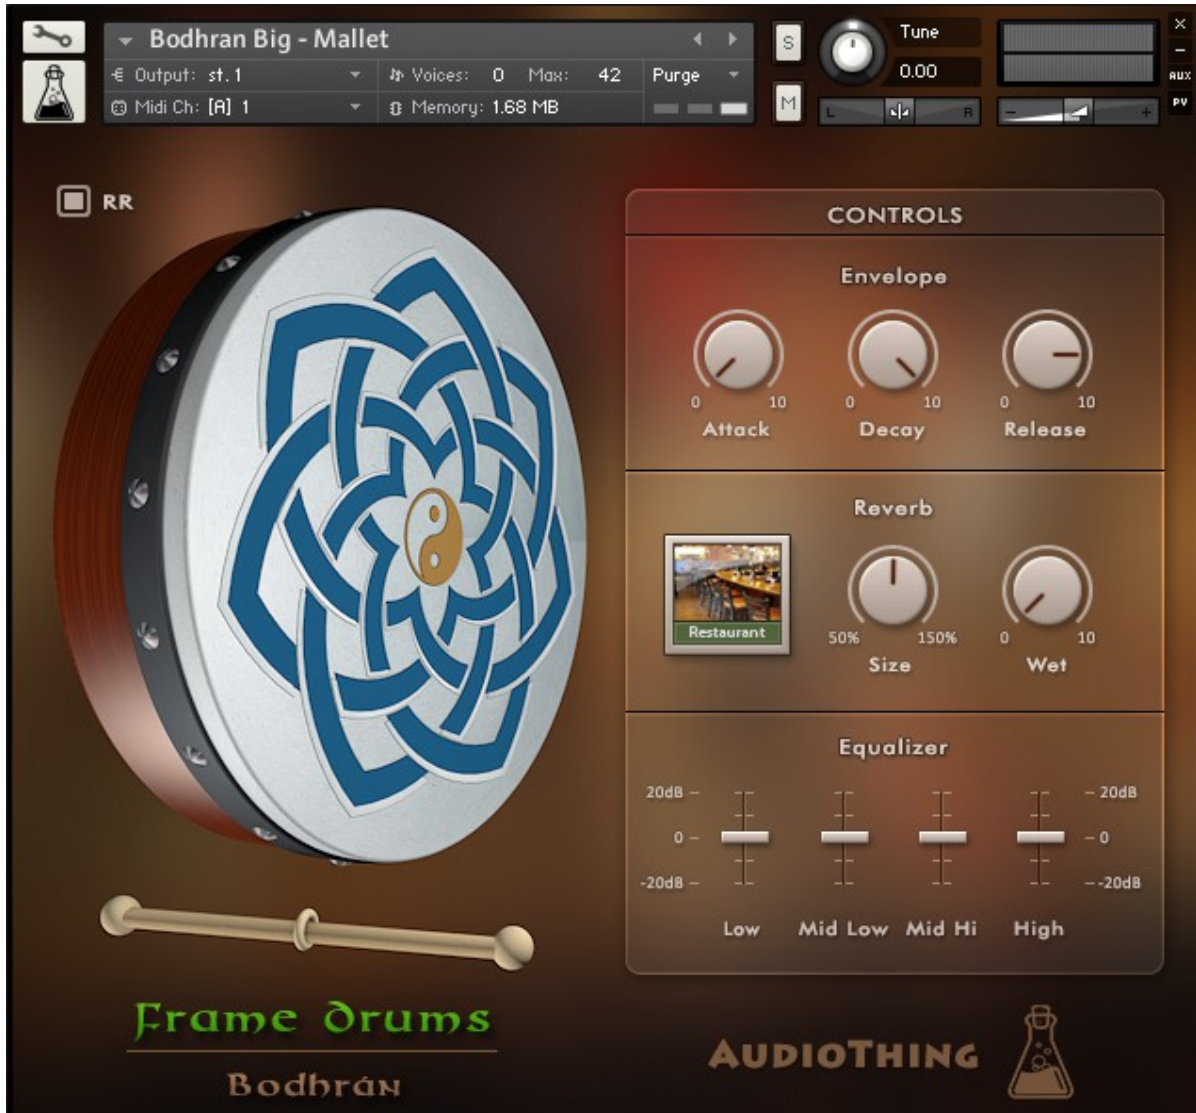 Bodhran Big - Mallet
S
Tune
X
-
Output: st. 1
Voices: 0 Max: 42
Purge
0.00
AUX
Midi Ch: [A] 1
Memory: 1.68 MB
M
L
R
-
+
PV
RR
CONTROLS
Envelope
0 10
0 10
0 10
Attack
Decay
Release
Reverb
Restaurant
50% 150%
0 10
Size
Wet
Equalizer
20dB
20dB
0
0
-20dB
-20dB
Low
Mid Low
Mid Hi
High
Frame Drums
Bodhrán
AUDIOTHING